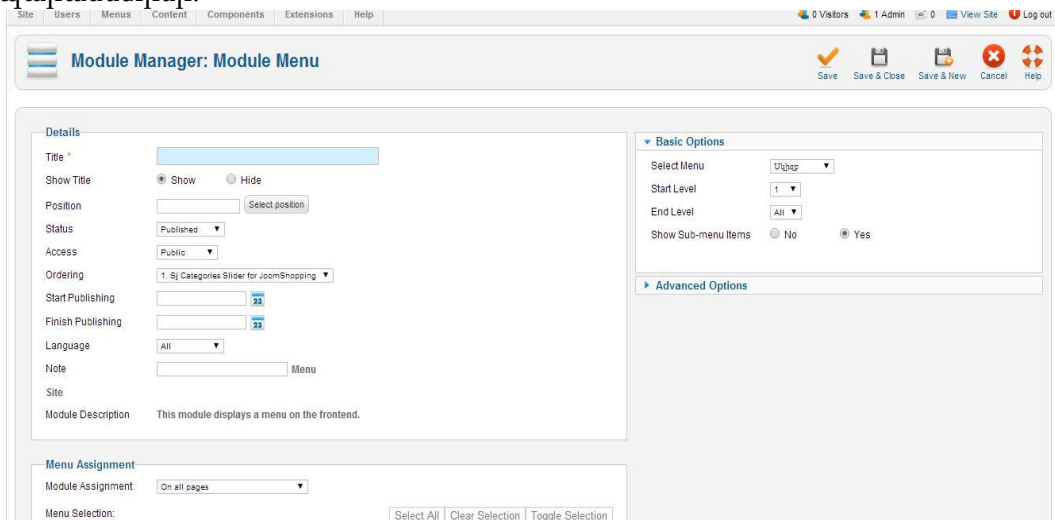 Site Users Menus Content Components Extensions Help 0 Visitors 1 Admin 0 View Site Log out
Module Manager: Module Menu
Save Save & Close Save & New Cancel Help
Details
Title *
Show Title Show Hide
Position Select position
Status Published
Access Public
Ordering 1. Sj Categories Slider for JoomShopping
Start Publishing 23
Finish Publishing 23
Language All
Note Menu
Site
Module Description This module displays a menu on the frontend.
Basic Options
Select Menu Սկիզբ
Start Level 1
End Level All
Show Sub-menu Items No Yes
Advanced Options
Menu Assignment
Module Assignment On all pages
Menu Selection: Select All Clear Selection Toggle Selection